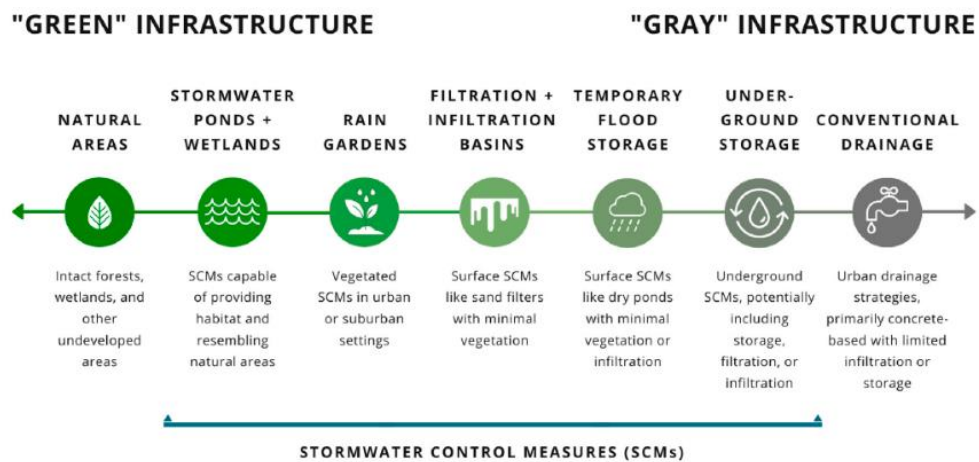 "GREEN" INFRASTRUCTURE
"GRAY" INFRASTRUCTURE
NATURAL
AREAS
STORMWATER
PONDS +
WETLANDS
RAIN
GARDENS
FILTRATION +
INFILTRATION
BASINS
TEMPORARY
FLOOD
STORAGE
UNDER-
GROUND
STORAGE
CONVENTIONAL
DRAINAGE
Intact forests,
wetlands, and
other
undeveloped
areas
SCMs capable
of providing
habitat and
resembling
natural areas
Vegetated
SCMs in urban
or suburban
settings
Surface SCMs
like sand filters
with minimal
vegetation
Surface SCMs
like dry ponds
with minimal
vegetation or
infiltration
Underground
SCMs, potentially
including
storage,
filtration, or
infiltration
Urban drainage
strategies,
primarily concrete-
based with limited
infiltration or
storage
STORMWATER CONTROL MEASURES (SCMs)